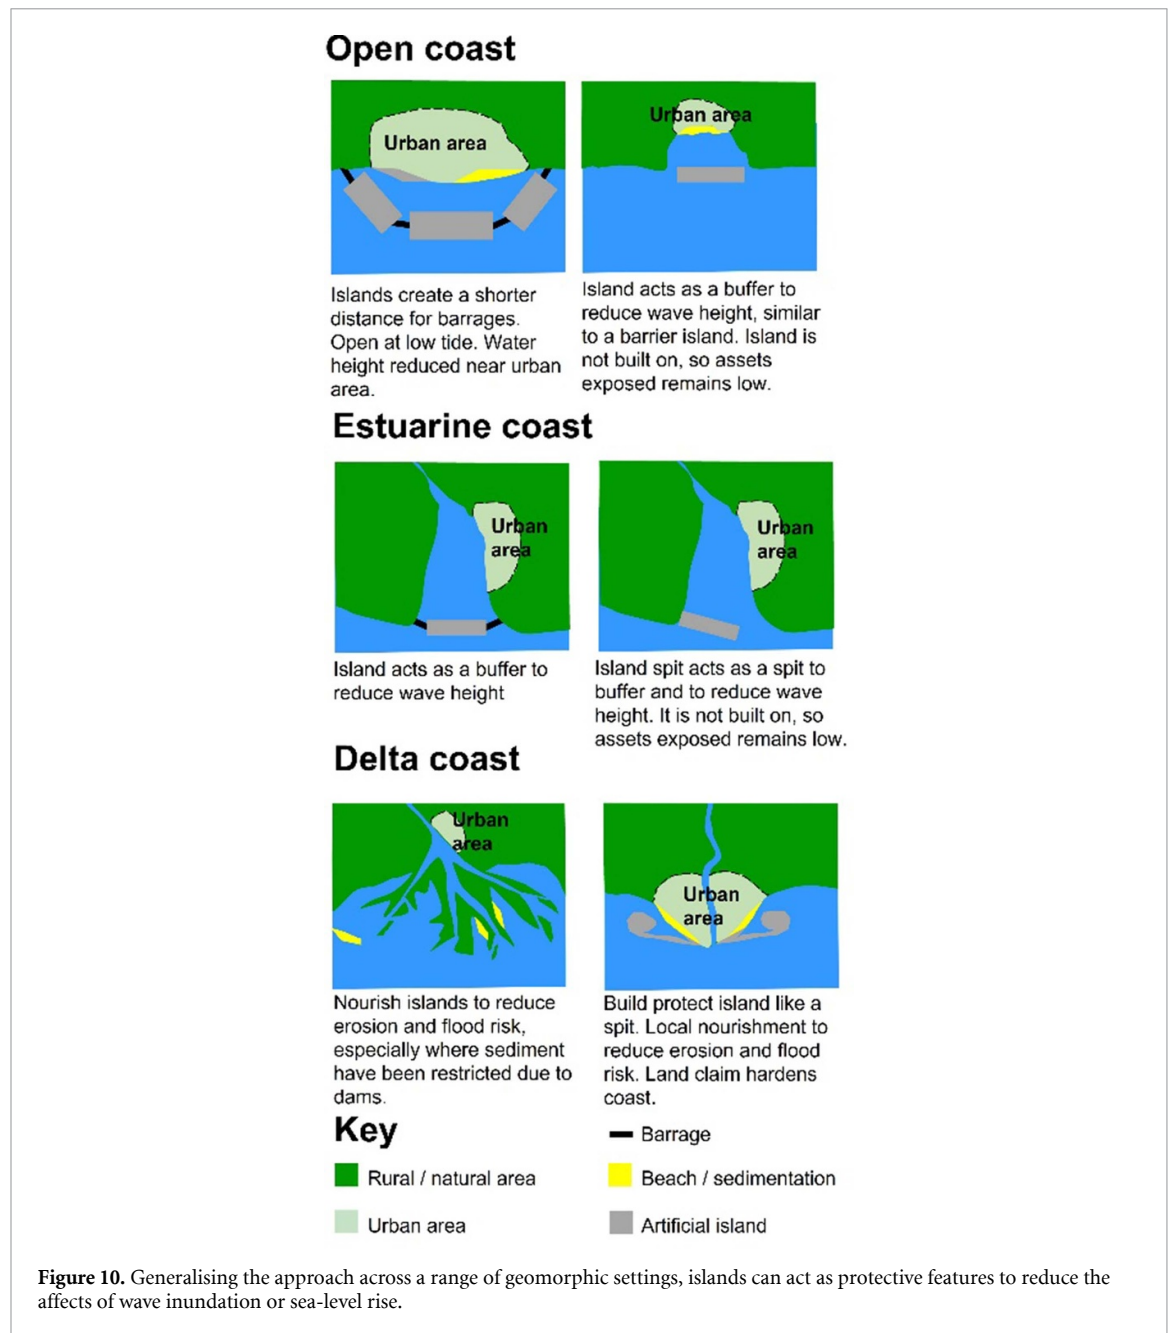 Open coast
Urban area
Urban area
Islands create a shorter
distance for barrages.
Open at low tide. Water
height reduced near urban
area.
Island acts as a buffer to
reduce wave height, similar
to a barrier island. Island is
not built on, so assets
exposed remains low.
Estuarine coast
Urban
area
Urban
area
Island acts as a buffer to
reduce wave height
Island spit acts as a spit to
buffer and to reduce wave
height. It is not built on, so
assets exposed remains low.
Delta coast
Urban
area
Urban
area
Nourish islands to reduce
erosion and flood risk,
especially where sediment
have been restricted due to
dams.
Build protect island like a
spit. Local nourishment to
reduce erosion and flood
risk. Land claim hardens
coast.
Key
Barrage
Rural / natural area
Beach / sedimentation
Urban area
Artificial island
Figure 10. Generalising the approach across a range of geomorphic settings, islands can act as protective features to reduce the
affects of wave inundation or sea-level rise.